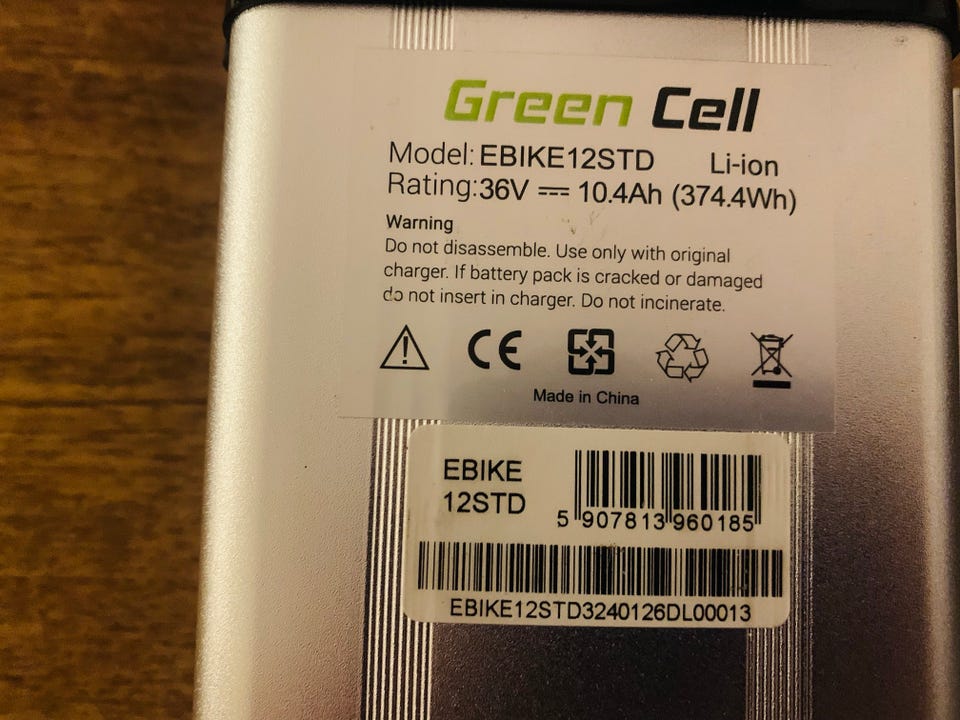 Green Cell
Model: EBIKE12STD Li-ion
Rating:36V ⎓ 10.4Ah (374.4Wh)
Warning
Do not disassemble. Use only with original
charger. If battery pack is cracked or damaged
do not insert in charger. Do not incinerate.
CE
Made in China
EBIKE
12STD
5 907813 960185
EBIKE12STD3240126DL00013